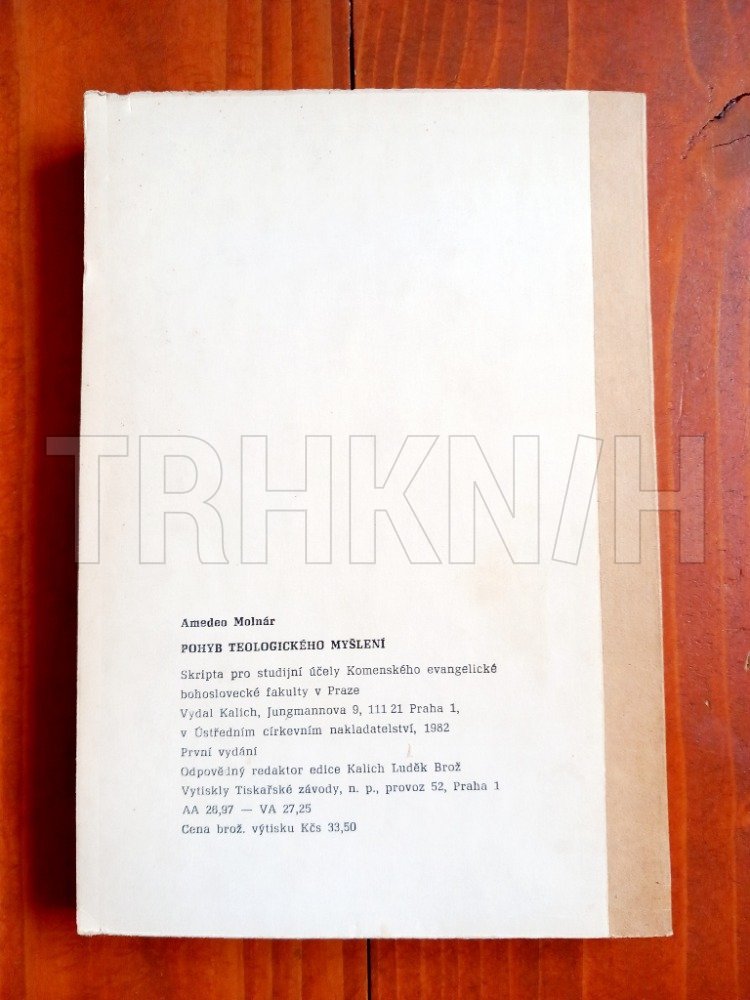 TRHKN/H
Amedeo Molnár
POHYB TEOLOGICKÉHO MYŠLENÍ
Skripta pro studijní účely Komenského evangelické
bohoslovecké fakulty v Praze
Vydal Kalich, Jungmannova 9, 111 21 Praha 1,
v Ústředním církevním nakladatelství, 1982
První vydání
Odpovědný redaktor edice Kalich Luděk Brož
Vytiskly Tiskařské závody, n. p., provoz 52, Praha 1
AA 26,97 — VA 27,25
Cena brož. výtisku Kčs 33,50